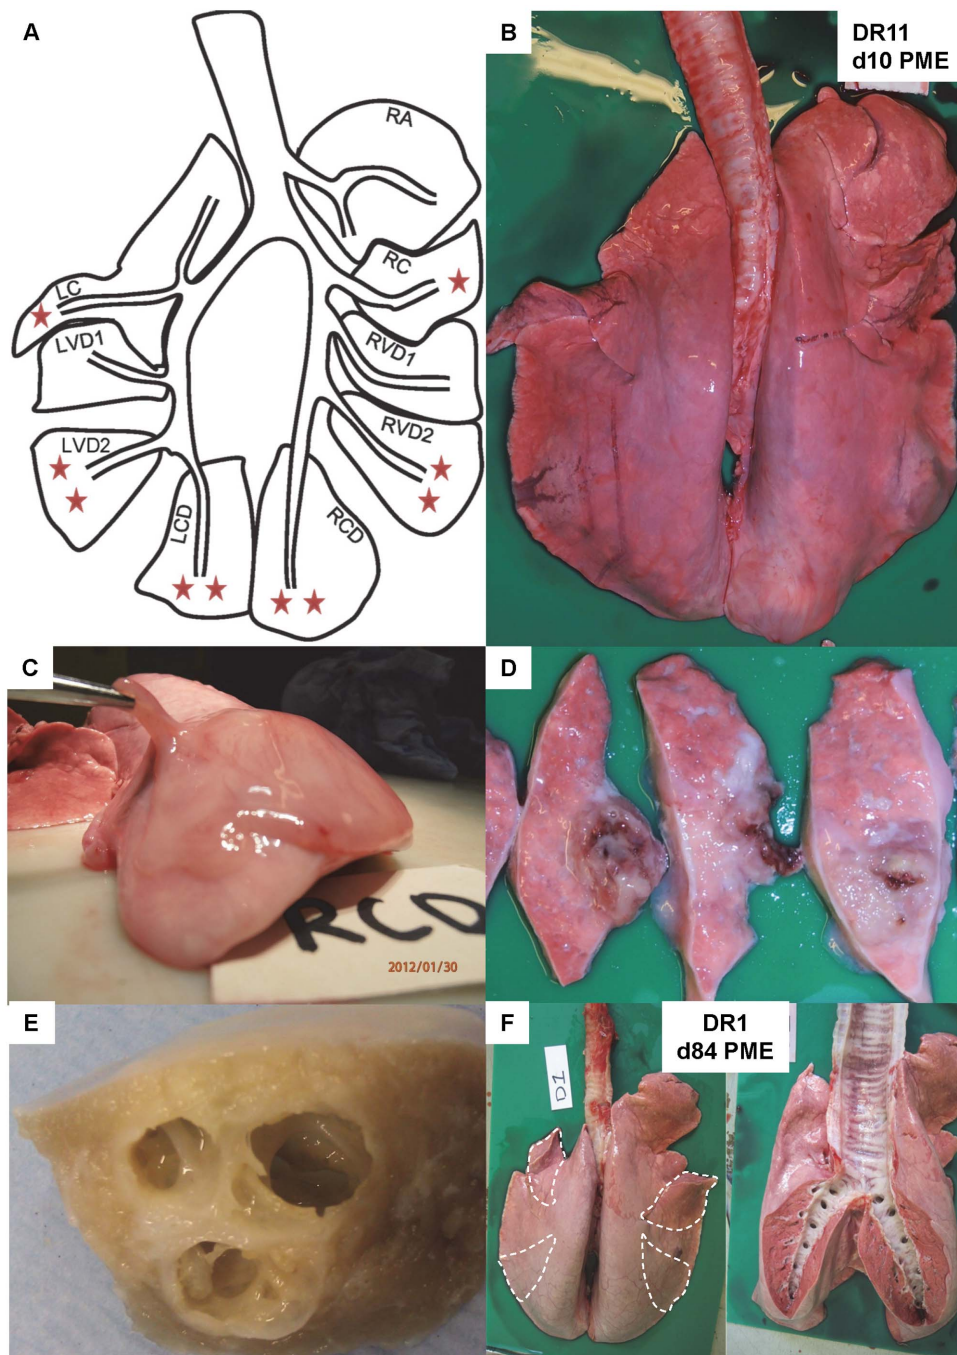 A
RA
RC
LC
LVD1
RVD1
RVD2
LVD2
LCD
RCD
B
DR11
d10 PME
C
RCD
2012/01/30
D
E
F
DR1
d84 PME
D1